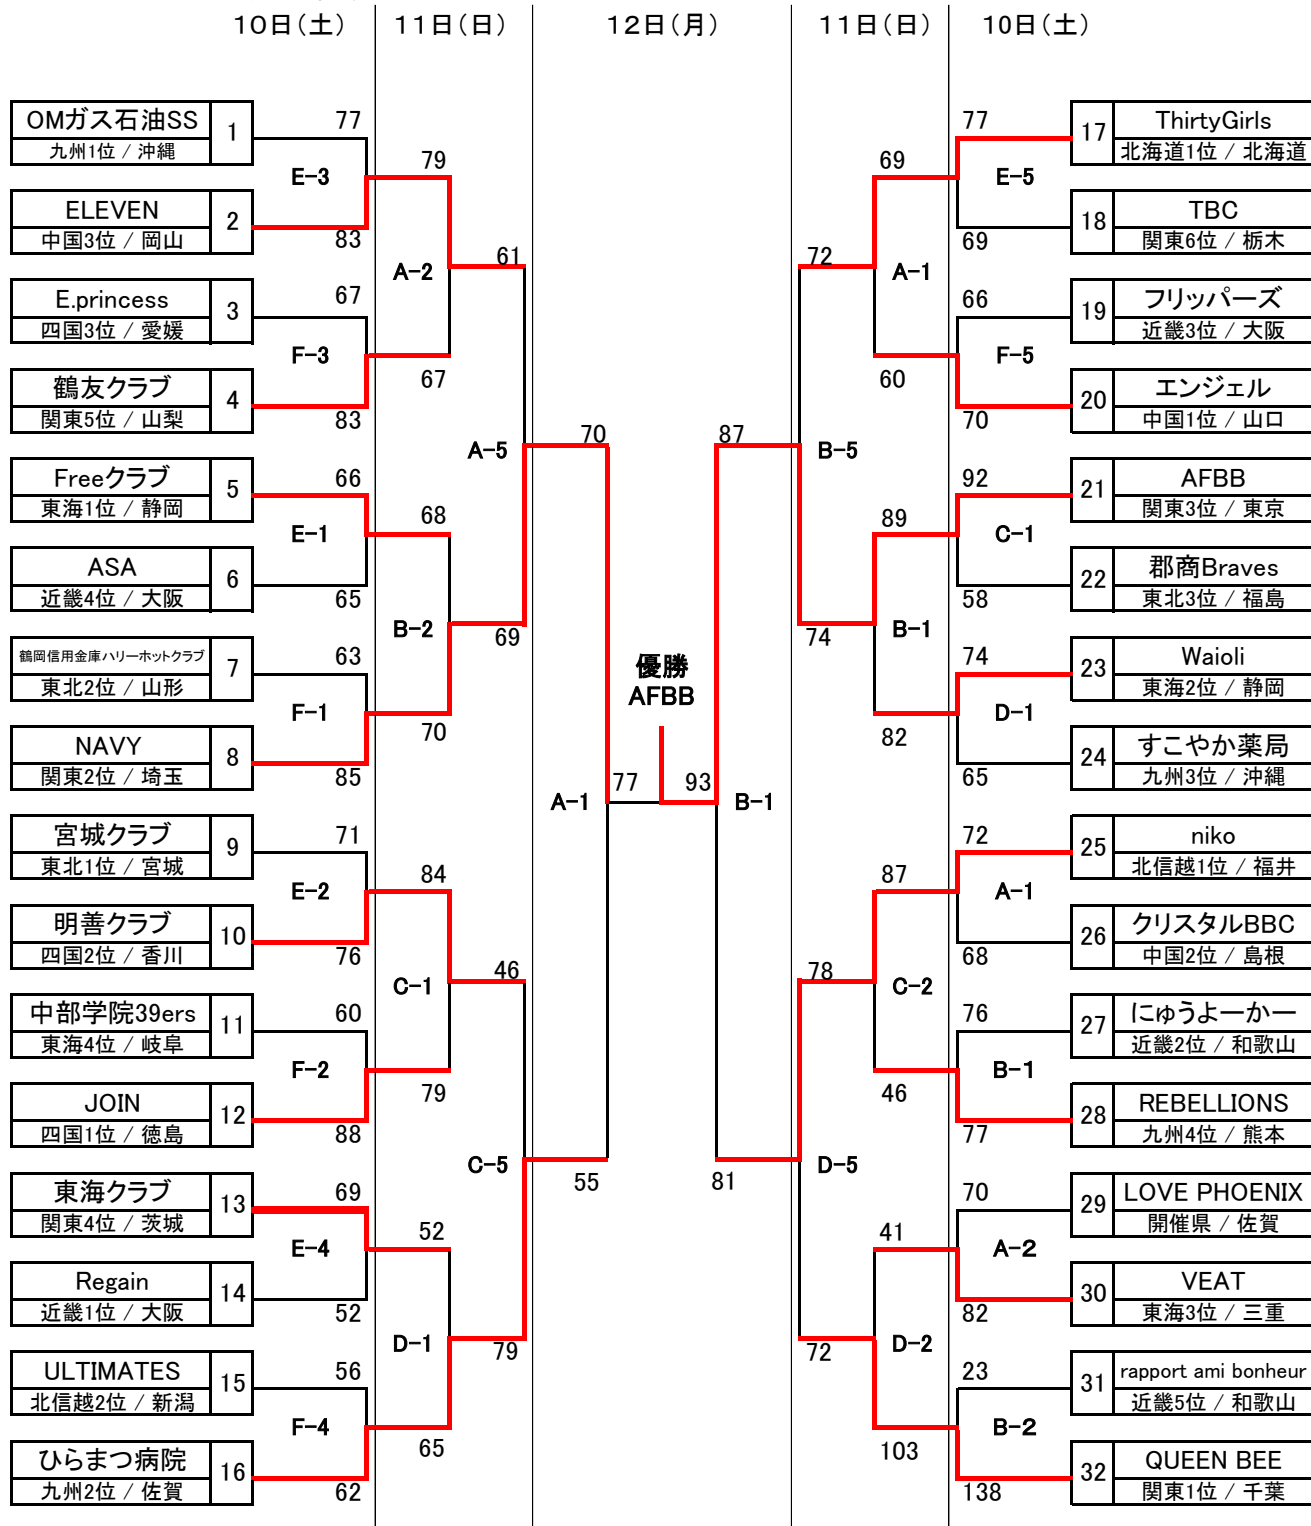 10日(土) 11日(日) 12日(月) 11日(日) 10日(土)
OMガス石油SS
九州1位 / 沖縄
1
77
E-3
ELEVEN
中国3位 / 岡山
2
83
E.princess
四国3位 / 愛媛
3
67
F-3
鶴友クラブ
関東5位 / 山梨
4
83
Freeクラブ
東海1位 / 静岡
5
66
E-1
ASA
近畿4位 / 大阪
6
65
鶴岡信用金庫ハリーホットクラブ
東北2位 / 山形
7
63
F-1
NAVY
関東2位 / 埼玉
8
85
宮城クラブ
東北1位 / 宮城
9
71
E-2
明善クラブ
四国2位 / 香川
10
76
中部学院39ers
東海4位 / 岐阜
11
60
F-2
JOIN
四国1位 / 徳島
12
88
東海クラブ
関東4位 / 茨城
13
69
E-4
Regain
近畿1位 / 大阪
14
52
ULTIMATES
北信越2位 / 新潟
15
56
F-4
ひらまつ病院
九州2位 / 佐賀
16
62
79
A-2
67
68
B-2
70
84
C-1
79
52
D-1
65
61
A-5
69
46
C-5
79
70
A-1
55
優勝
AFBB
77
93
87
B-1
81
72
B-5
74
78
D-5
72
69
A-1
60
89
B-1
82
87
C-2
46
41
D-2
103
77
17
ThirtyGirls
北海道1位 / 北海道
E-5
69
18
TBC
関東6位 / 栃木
66
19
フリッパーズ
近畿3位 / 大阪
F-5
70
20
エンジェル
中国1位 / 山口
92
21
AFBB
関東3位 / 東京
C-1
58
22
郡商Braves
東北3位 / 福島
74
23
Waioli
東海2位 / 静岡
D-1
65
24
すこやか薬局
九州3位 / 沖縄
72
25
niko
北信越1位 / 福井
A-1
68
26
クリスタルBBC
中国2位 / 島根
76
27
にゅうよーかー
近畿2位 / 和歌山
B-1
77
28
REBELLIONS
九州4位 / 熊本
70
29
LOVE PHOENIX
開催県 / 佐賀
A-2
82
30
VEAT
東海3位 / 三重
23
31
rapport ami bonheur
近畿5位 / 和歌山
B-2
138
32
QUEEN BEE
関東1位 / 千葉